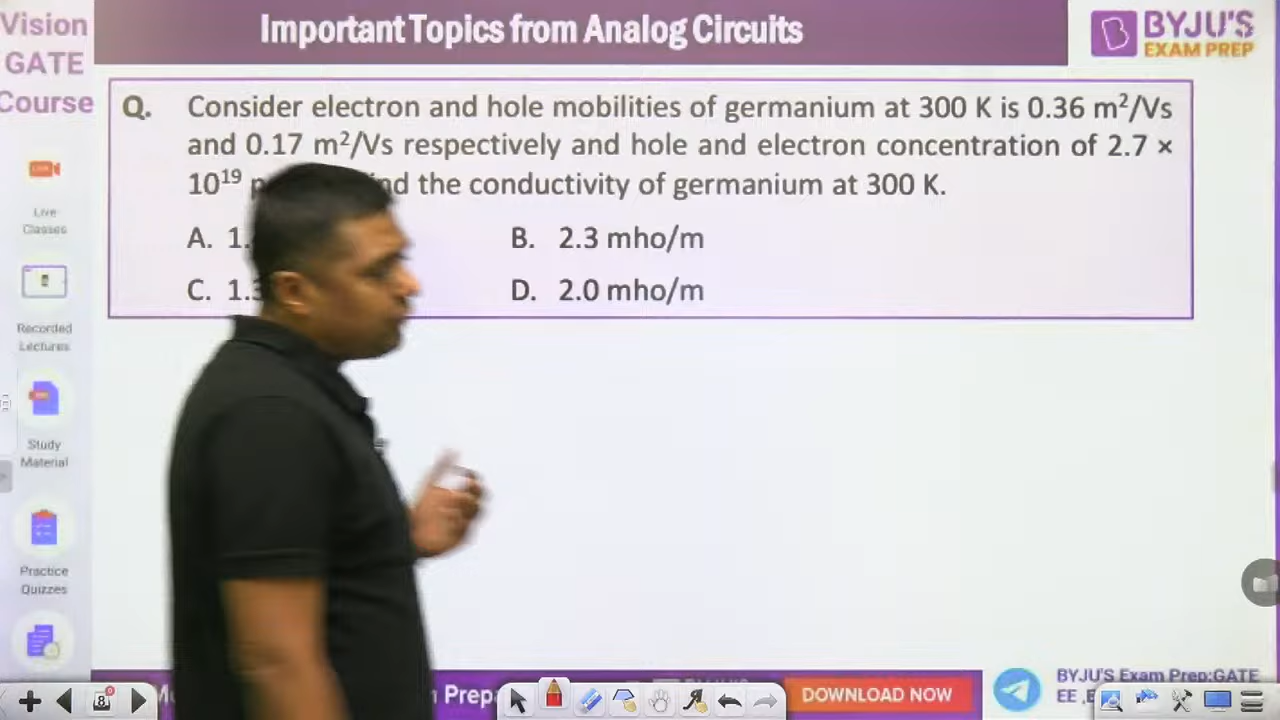 Vision
GATE
Course
Important Topics from Analog Circuits
BYJU'S
EXAM PREP
Q. Consider electron and hole mobilities of germanium at 300 K is 0.36 m²/Vs
and 0.17 m²/Vs respectively and hole and electron concentration of 2.7 ×
10¹⁹ the conductivity of germanium at 300 K.
A. 1. B. 2.3 mho/m
C. 1.3 D. 2.0 mho/m
Live
Classes
Recorded
Lectures
Study
Material
Practice
Quizzes
DOWNLOAD NOW
BYJU'S Exam Prep:GATE
EE
8